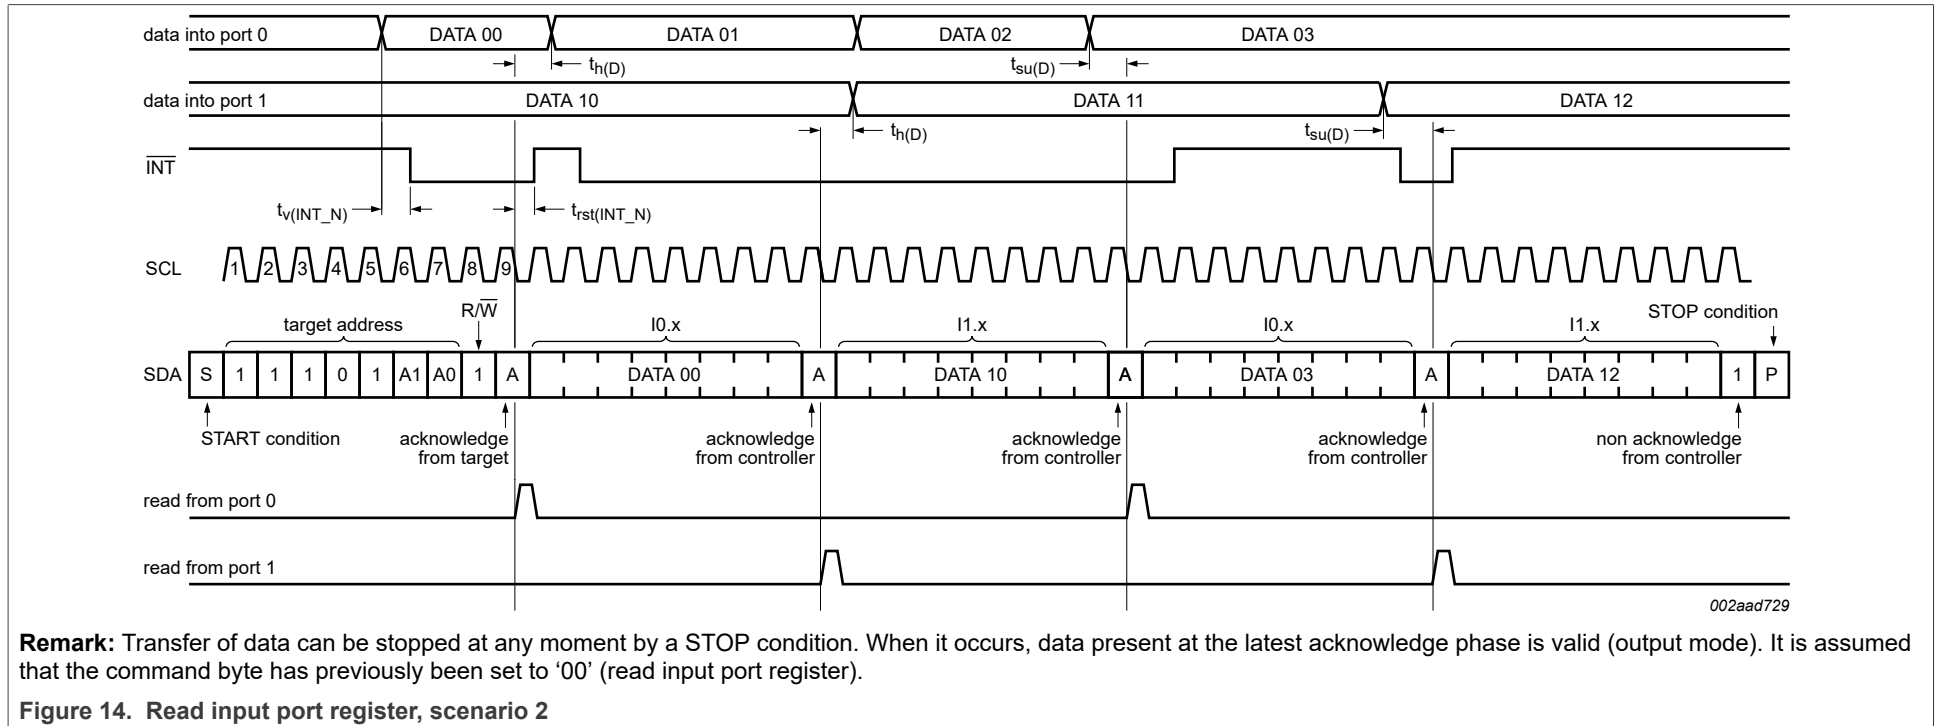 data into port 0 DATA 00 DATA 01 DATA 02 DATA 03
th(D) tsu(D)
data into port 1 DATA 10 DATA 11 DATA 12
th(D) tsu(D)
INT
tv(INT_N) trst(INT_N)
SCL 1 2 3 4 5 6 7 8 9
R/W STOP condition
target address I0.x I1.x I0.x I1.x
SDA S 1 1 1 0 1 A1 A0 1 A DATA 00 A DATA 10 A DATA 03 A DATA 12 1 P
START condition acknowledge acknowledge acknowledge acknowledge non acknowledge
from target from controller from controller from controller from controller
read from port 0
read from port 1
002aad729
Remark: Transfer of data can be stopped at any moment by a STOP condition. When it occurs, data present at the latest acknowledge phase is valid (output mode). It is assumed
that the command byte has previously been set to ‘00’ (read input port register).
Figure 14. Read input port register, scenario 2